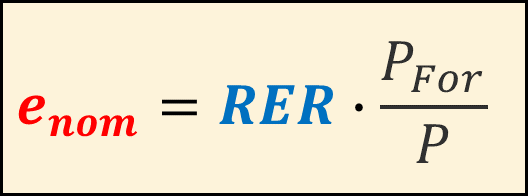 e_nom = RER · P_For / P